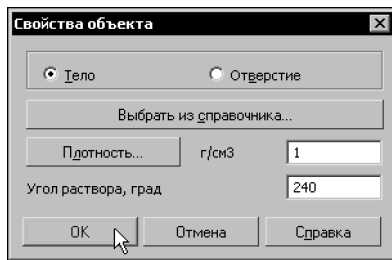 Свойства объекта
Тело Отверстие
Выбрать из справочника...
Плотность... г/см3 1
Угол раствора, град 240
OK Отмена Справка